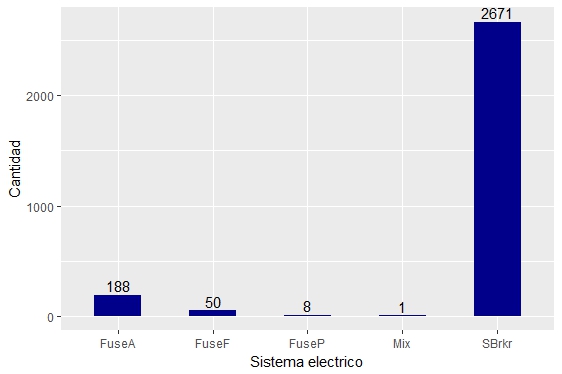 2671
2000
Cantidad
1000
188
50
8
1
0
FuseA
FuseF
FuseP
Mix
SBrkr
Sistema electrico